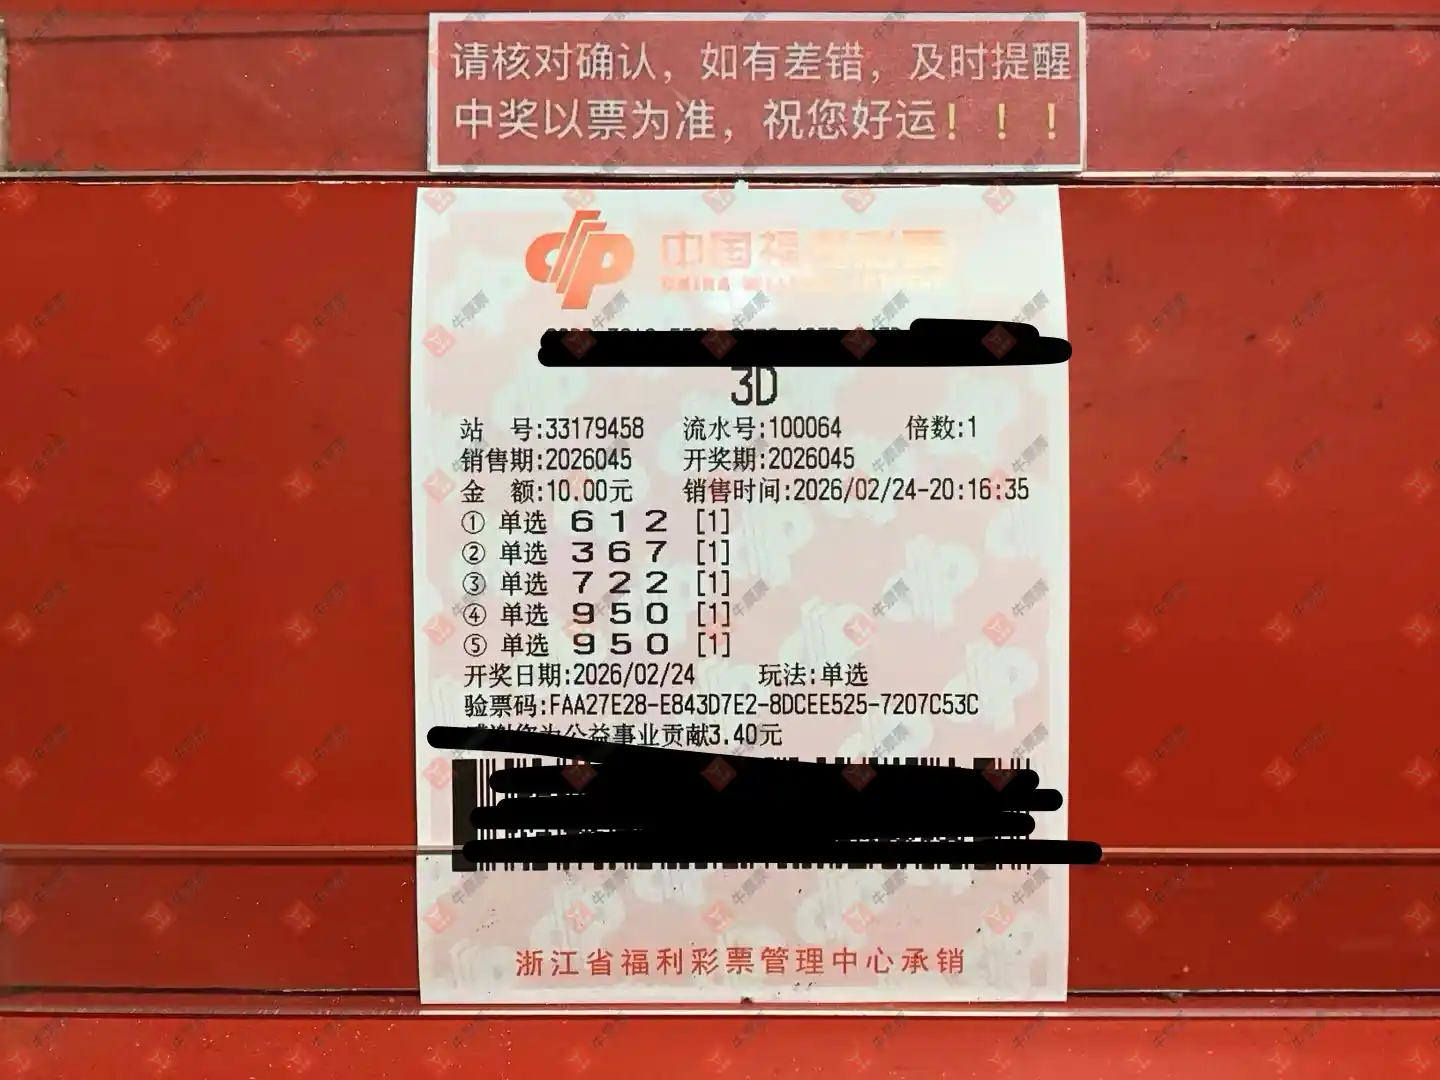 请核对确认，如有差错，及时提醒
中奖以票为准，祝您好运！！！
中国福利彩票
3D
站 号:33179458 流水号:100064 倍数:1
销售期:2026045 开奖期:2026045
金 额:10.00元 销售时间:2026/02/24-20:16:35
① 单选 6 1 2 [1]
② 单选 3 6 7 [1]
③ 单选 7 2 2 [1]
④ 单选 9 5 0 [1]
⑤ 单选 9 5 0 [1]
开奖日期:2026/02/24 玩法:单选
验票码:FAA27E28-E843D7E2-8DCEE525-7207C53C
感谢您为公益事业贡献3.40元
浙江省福利彩票管理中心承销
牛票票